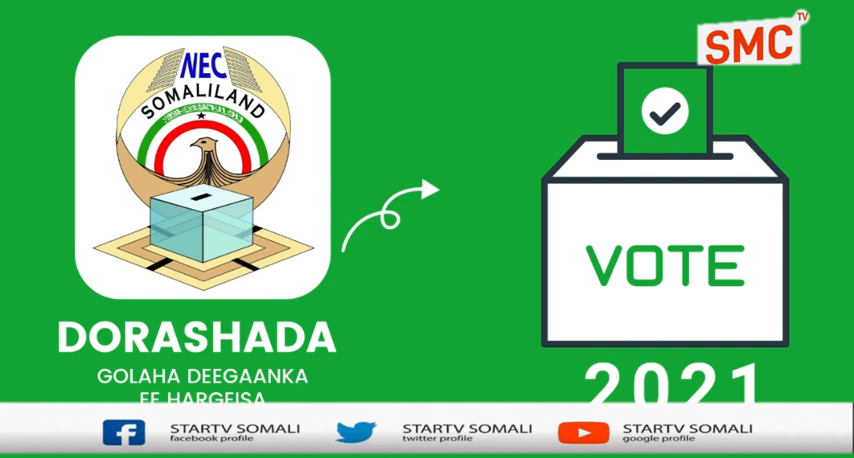 NEC
SOMALILAND
DORASHADA
GOLAHA DEEGAANKA
EE HARGEISA
SMC TV
VOTE
2021
STARTV SOMALI
facebook profile
STARTV SOMALI
twitter profile
STARTV SOMALI
google profile